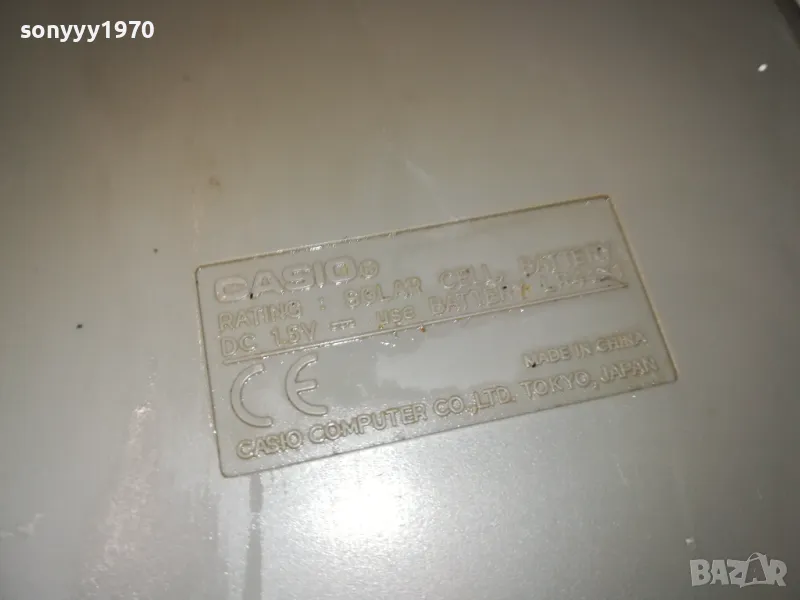 sonyyy1970
CASIO®
RATING : SOLAR CELL, BATTERY
DC 1.5V ⎓ use BATTERY
CE
MADE IN CHINA
CASIO COMPUTER CO.,LTD. TOKYO, JAPAN
BAZAR